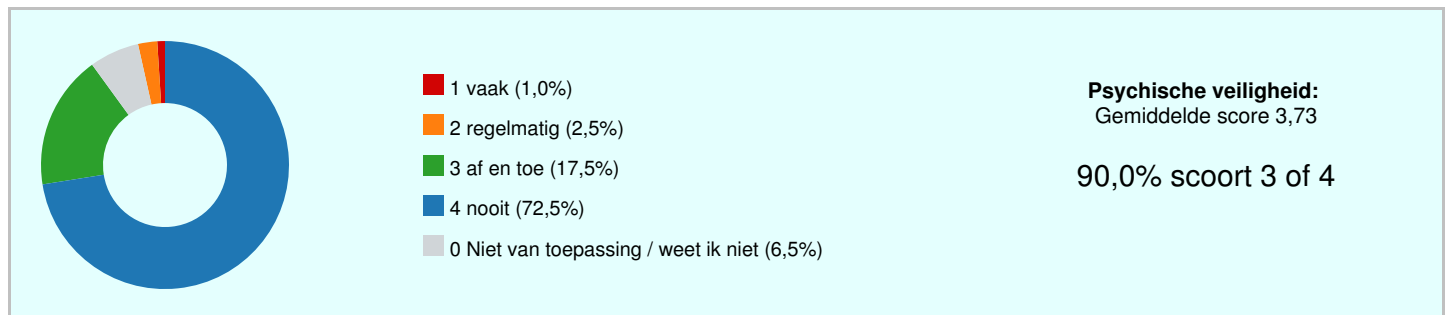 1 vaak (1,0%)
2 regelmatig (2,5%)
3 af en toe (17,5%)
4 nooit (72,5%)
0 Niet van toepassing / weet ik niet (6,5%)
Psychische veiligheid:
Gemiddelde score 3,73
90,0% scoort 3 of 4